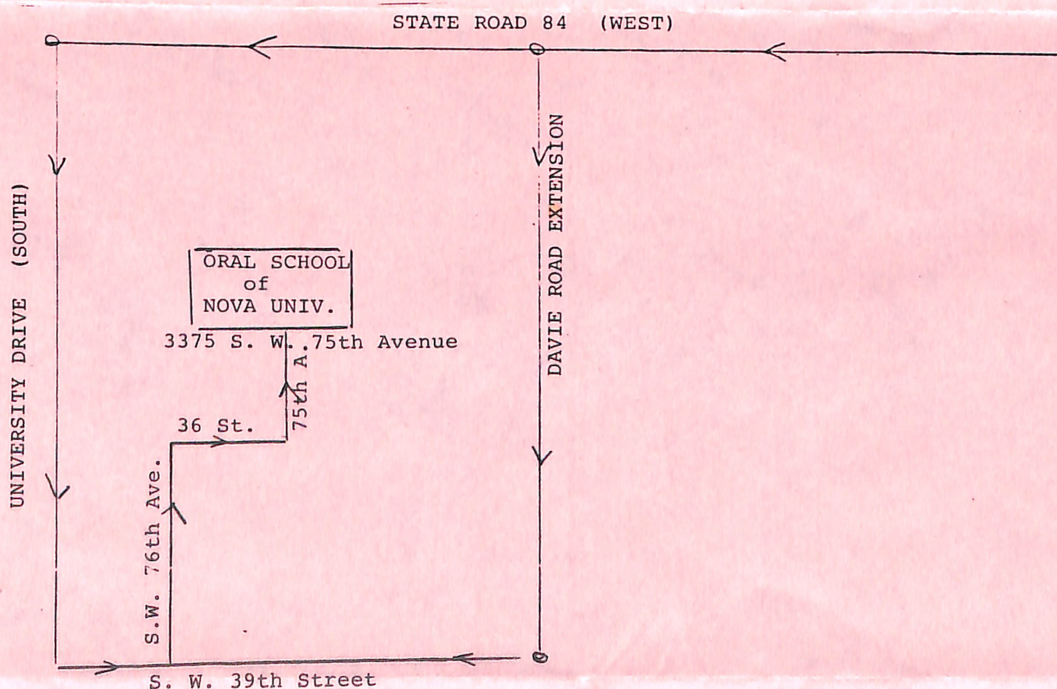 STATE ROAD 84 (WEST)
UNIVERSITY DRIVE (SOUTH)
DAVIE ROAD EXTENSION
ORAL SCHOOL
of
NOVA UNIV.
3375 S. W. 75th Avenue
75th A
36 St.
S.W. 76th Ave.
S. W. 39th Street